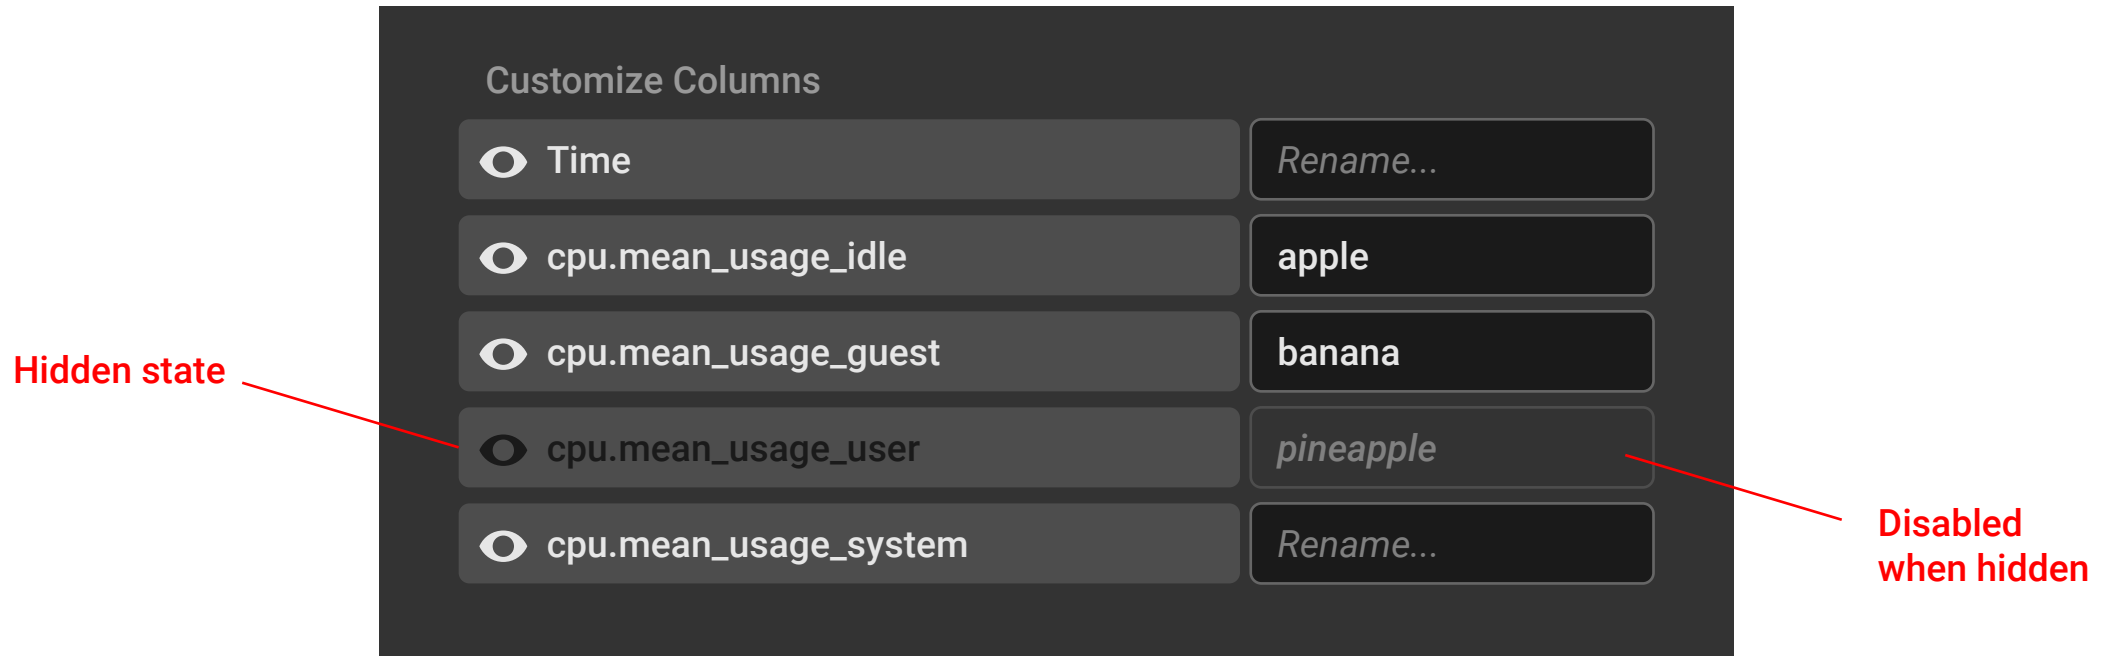 Customize Columns
Time
Rename...
cpu.mean_usage_idle
apple
cpu.mean_usage_guest
banana
Hidden state
cpu.mean_usage_user
pineapple
cpu.mean_usage_system
Rename...
Disabled
when hidden